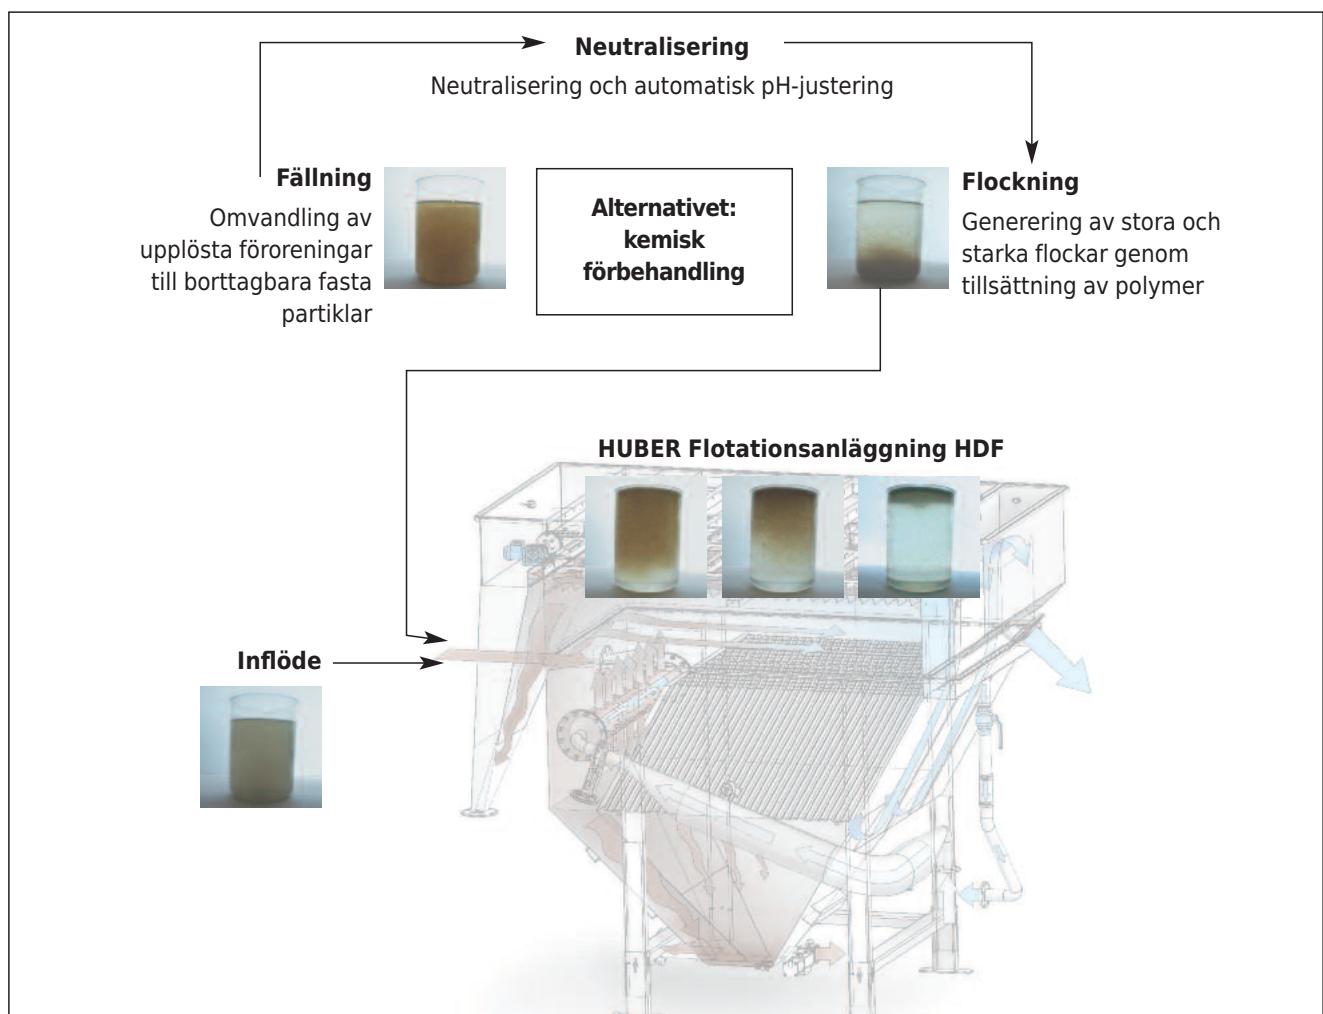 Neutralisering
Neutralisering och automatisk pH-justering
Fällning
Omvandling av
upplösta föroreningar
till borttagbara fasta
partiklar
Alternativet:
kemisk
förbehandling
Flockning
Generering av stora och
starka flockar genom
tillsättning av polymer
HUBER Flotationsanläggning HDF
Inflöde